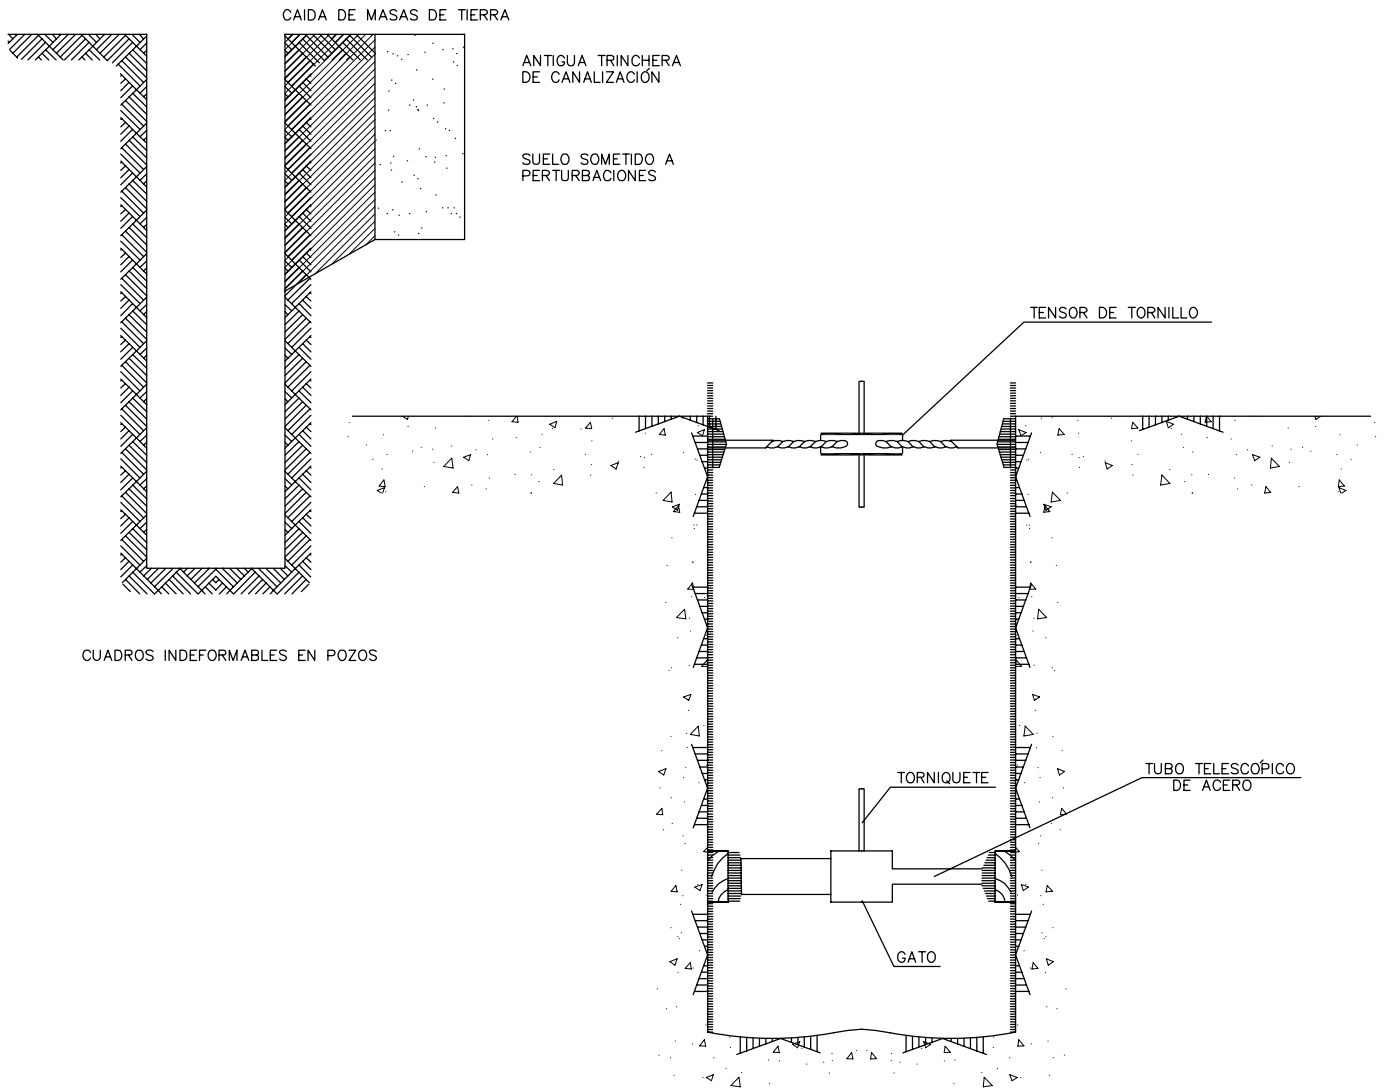 CAIDA DE MASAS DE TIERRA
ANTIGUA TRINCHERA
DE CANALIZACIÓN
SUELO SOMETIDO A
PERTURBACIONES
TENSOR DE TORNILLO
CUADROS INDEFORMABLES EN POZOS
TORNIQUETE
TUBO TELESCÓPICO
DE ACERO
GATO